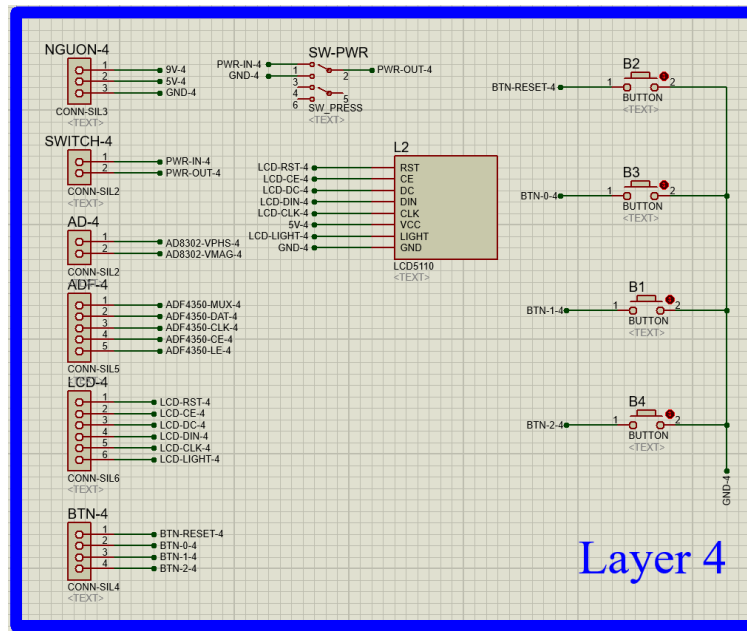 NGUON-4
1 9V-4
2 5V-4
3 GND-4
CONN-SIL3
<TEXT>
SWITCH-4
1 PWR-IN-4
2 PWR-OUT-4
CONN-SIL2
<TEXT>
AD-4
1 AD8302-VPHS-4
2 AD8302-VMAG-4
CONN-SIL2
<TEXT>
ADF-4
1 ADF4350-MUX-4
2 ADF4350-DAT-4
3 ADF4350-CLK-4
4 ADF4350-CE-4
5 ADF4350-LE-4
CONN-SIL5
<TEXT>
LCD-4
1 LCD-RST-4
2 LCD-CE-4
3 LCD-DC-4
4 LCD-DIN-4
5 LCD-CLK-4
6 LCD-LIGHT-4
CONN-SIL6
<TEXT>
BTN-4
1 BTN-RESET-4
2 BTN-0-4
3 BTN-1-4
4 BTN-2-4
CONN-SIL4
<TEXT>
SW-PWR
PWR-IN-4 1 2 PWR-OUT-4
GND-4 3
4 5
6 SW_PRESS
<TEXT>
L2
LCD-RST-4 RST
LCD-CE-4 CE
LCD-DC-4 DC
LCD-DIN-4 DIN
LCD-CLK-4 CLK
5V-4 VCC
LCD-LIGHT-4 LIGHT
GND-4 GND
LCD5110
<TEXT>
B2
BTN-RESET-4 1 2
BUTTON
<TEXT>
B3
BTN-0-4 1 2
BUTTON
<TEXT>
B1
BTN-1-4 1 2
BUTTON
<TEXT>
B4
BTN-2-4 1 2
BUTTON
<TEXT>
GND-4
Layer 4